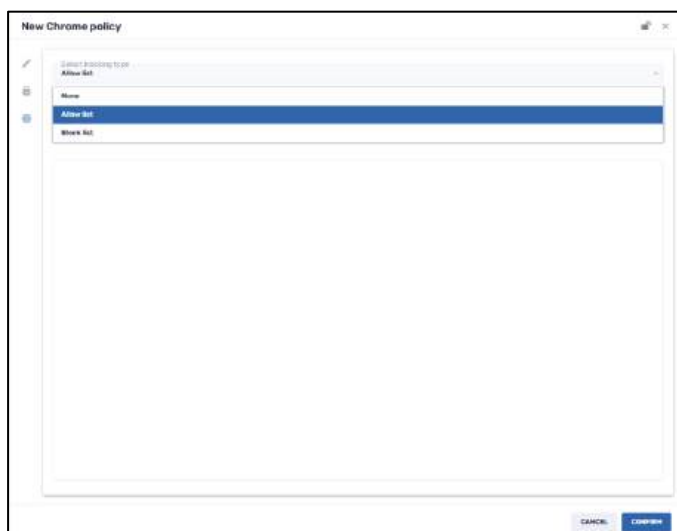 New Chrome policy
Select blocking type
Allow list
None
Allow list
Block list
CANCEL
CONFIRM